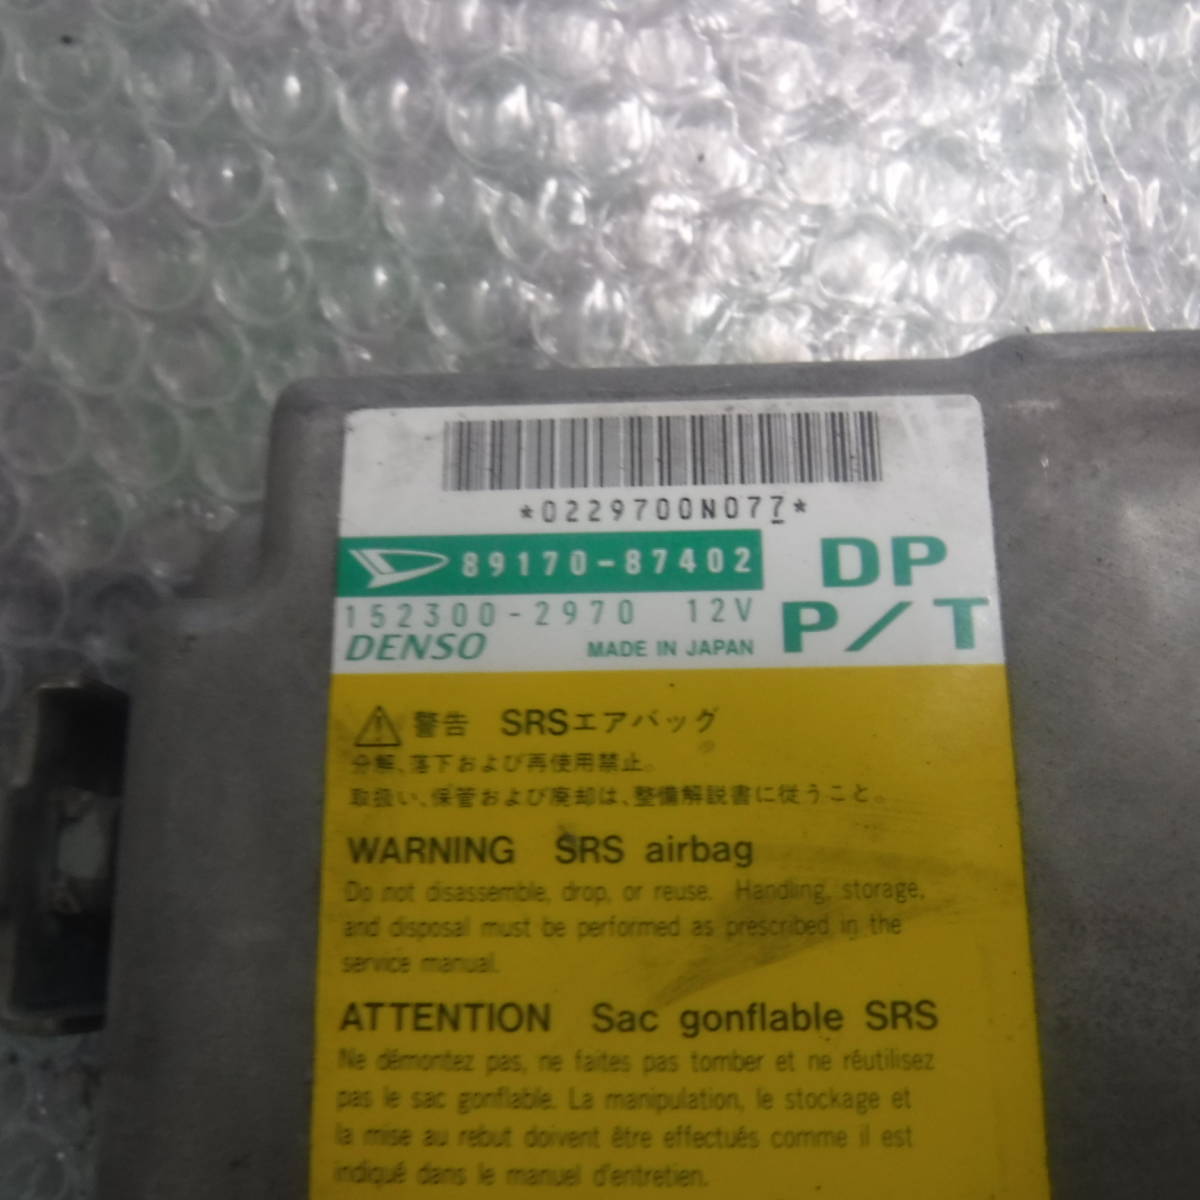 *0229700N077*
89170-87402
DP
152300-2970 12V
P/T
DENSO MADE IN JAPAN
警告 SRSエアバッグ
分解、落下および再使用禁止。
取扱い、保管および廃却は、整備解説書に従うこと。
WARNING SRS airbag
Do not disassemble, drop, or reuse. Handling, storage,
and disposal must be performed as prescribed in the
service manual.
ATTENTION Sac gonflable SRS
Ne démontez pas, ne faites pas tomber et ne réutilisez
pas le sac gonflable. La manipulation, le stockage et
la mise au rebut doivent être effectués comme il est
indiqué dans le manuel d'entretien.